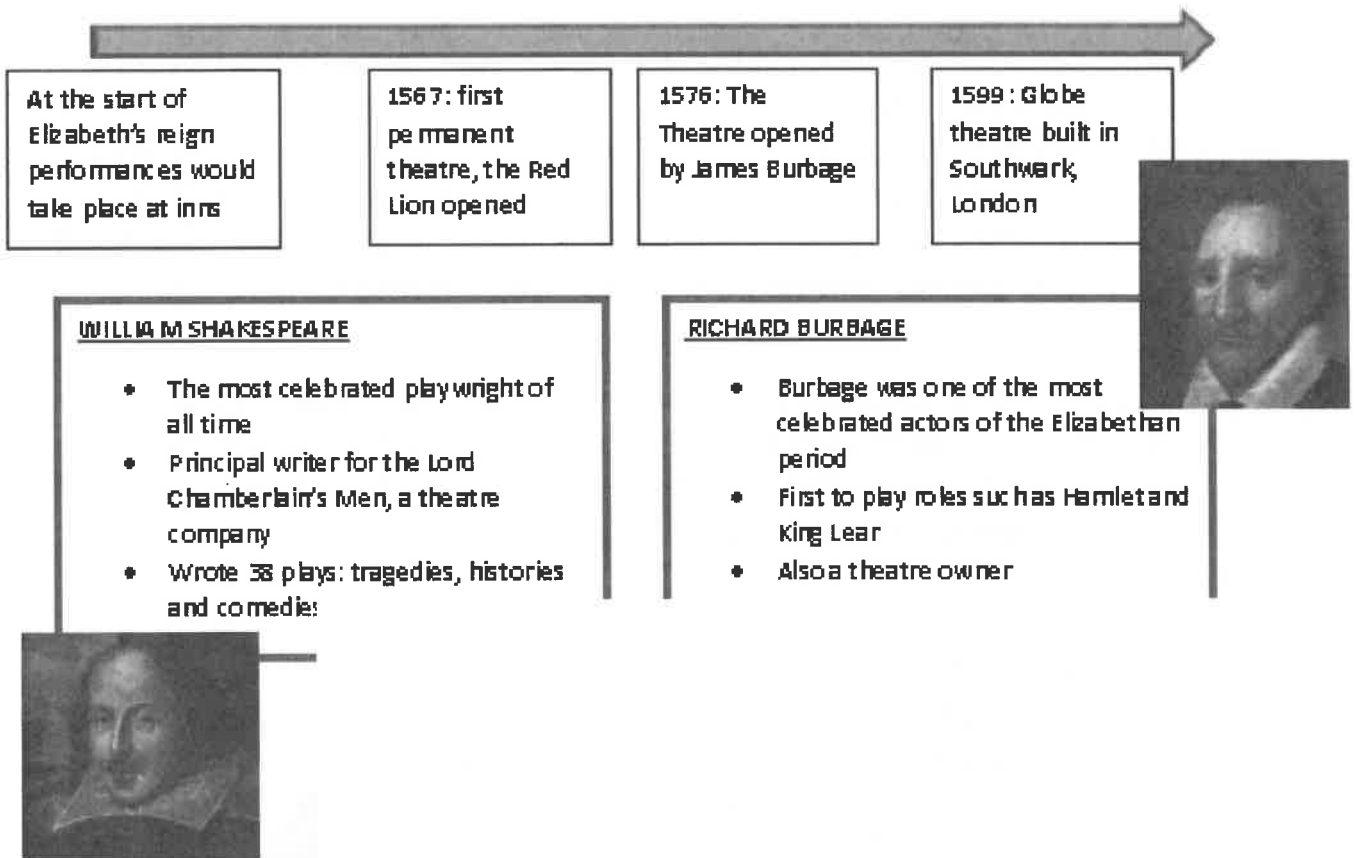 At the start of
Elizabeth's reign
performances would
take place at inns
1567: first
permanent
theatre, the Red
Lion opened
1576: The
Theatre opened
by James Burbage
1599: Globe
theatre built in
Southwark,
London
WILLIAM SHAKESPEARE
• The most celebrated playwright of
all time
• Principal writer for the Lord
Chamberlain's Men, a theatre
company
• Wrote 38 plays: tragedies, histories
and comedies
RICHARD BURBAGE
• Burbage was one of the most
celebrated actors of the Elizabethan
period
• First to play roles such as Hamlet and
King Lear
• Also a theatre owner